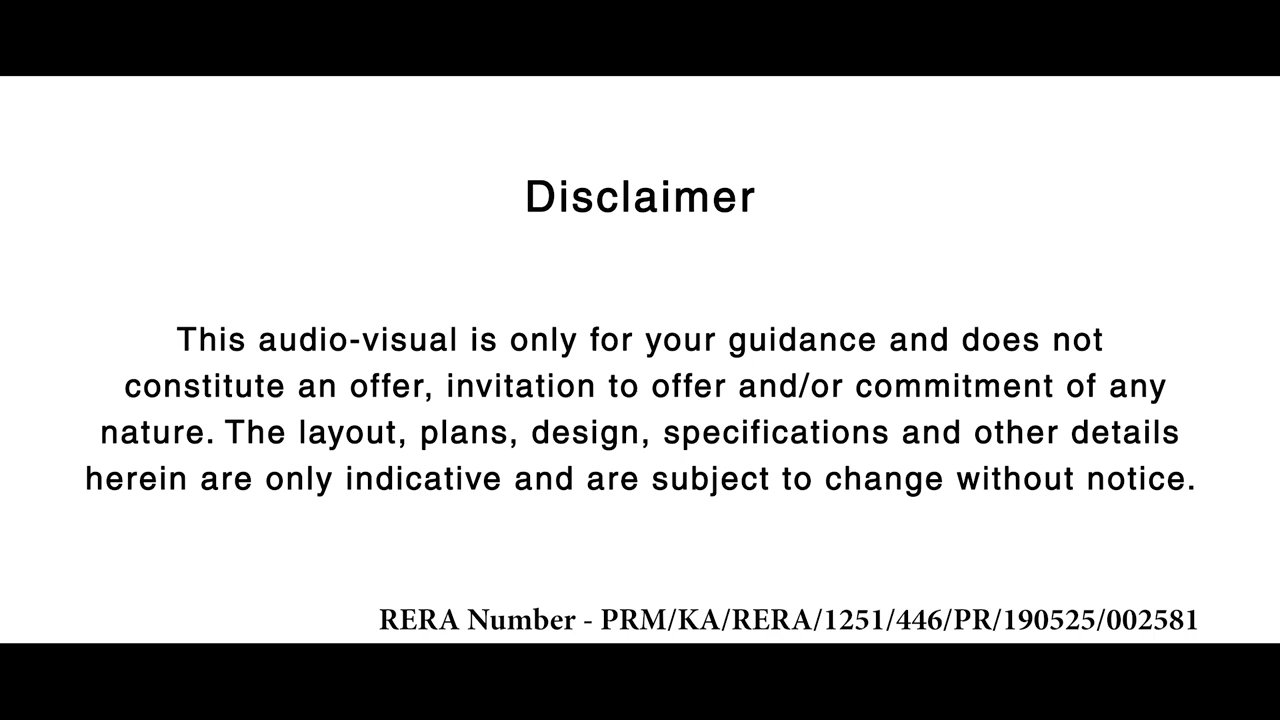 Disclaimer
This audio-visual is only for your guidance and does not
constitute an offer, invitation to offer and/or commitment of any
nature. The layout, plans, design, specifications and other details
herein are only indicative and are subject to change without notice.
RERA Number - PRM/KA/RERA/1251/446/PR/190525/002581